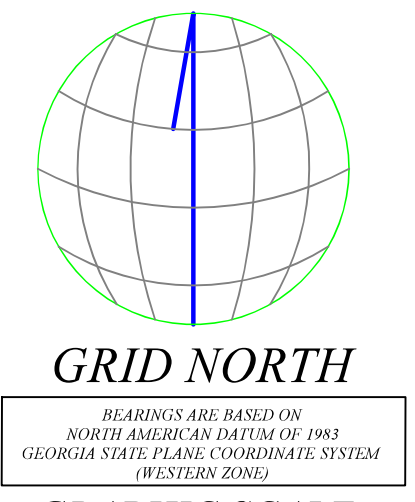 GRID NORTH
BEARINGS ARE BASED ON
NORTH AMERICAN DATUM OF 1983
GEORGIA STATE PLANE COORDINATE SYSTEM
(WESTERN ZONE)